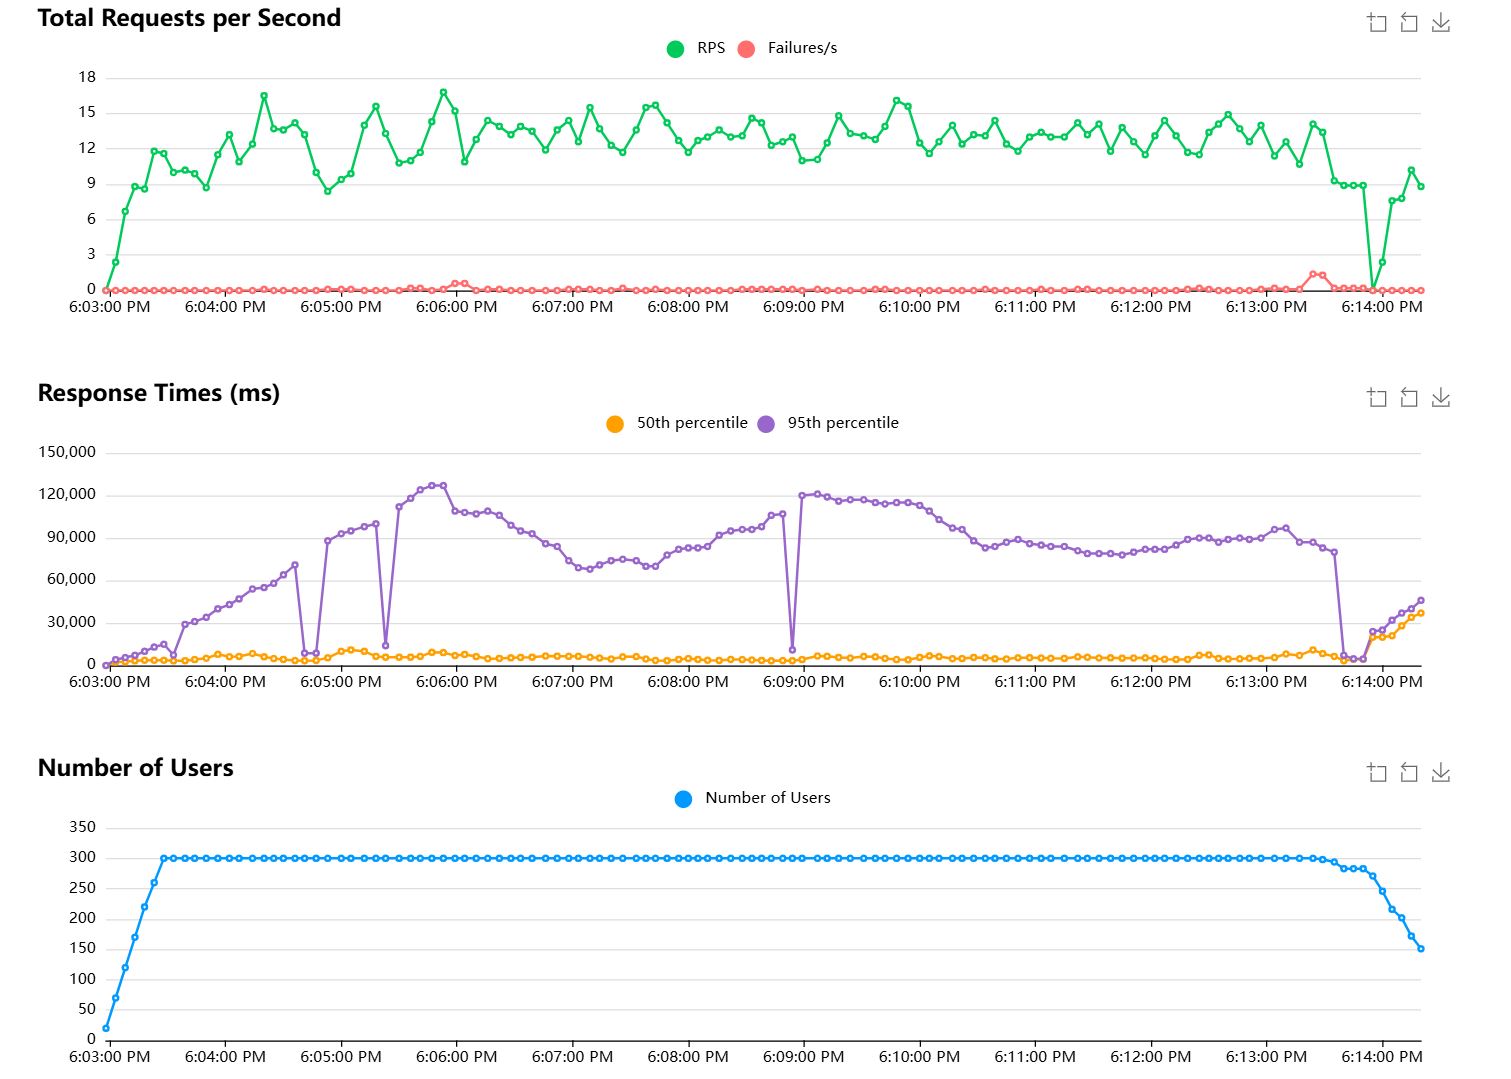 Total Requests per Second
RPS Failures/s
18
15
12
9
6
3
0
6:03:00 PM 6:04:00 PM 6:05:00 PM 6:06:00 PM 6:07:00 PM 6:08:00 PM 6:09:00 PM 6:10:00 PM 6:11:00 PM 6:12:00 PM 6:13:00 PM 6:14:00 PM
Response Times (ms)
50th percentile 95th percentile
150,000
120,000
90,000
60,000
30,000
0
6:03:00 PM 6:04:00 PM 6:05:00 PM 6:06:00 PM 6:07:00 PM 6:08:00 PM 6:09:00 PM 6:10:00 PM 6:11:00 PM 6:12:00 PM 6:13:00 PM 6:14:00 PM
Number of Users
Number of Users
350
300
250
200
150
100
50
0
6:03:00 PM 6:04:00 PM 6:05:00 PM 6:06:00 PM 6:07:00 PM 6:08:00 PM 6:09:00 PM 6:10:00 PM 6:11:00 PM 6:12:00 PM 6:13:00 PM 6:14:00 PM